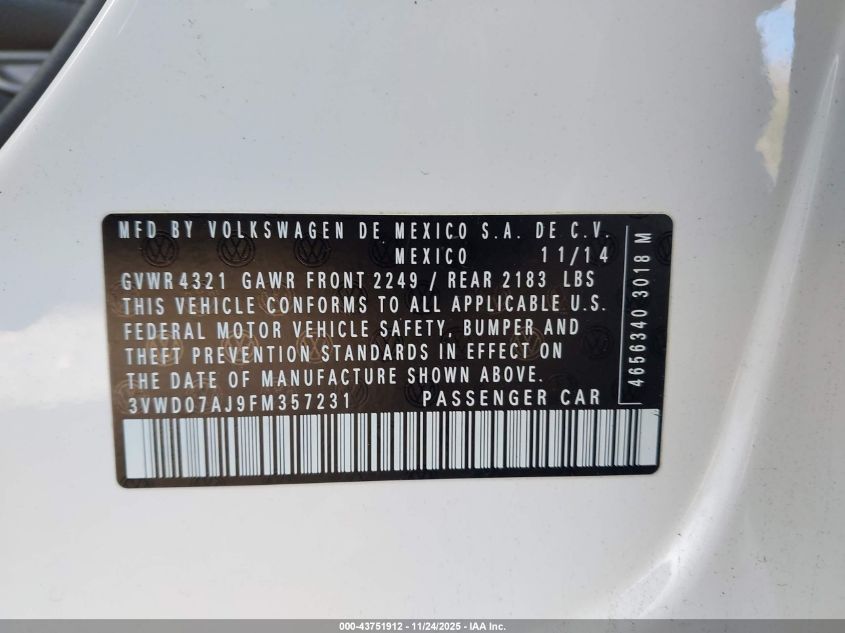 MFD BY VOLKSWAGEN DE MEXICO S.A. DE C.V.
MEXICO 11/14
GVWR 4321 GAWR FRONT 2249 / REAR 2183 LBS
THIS VEHICLE CONFORMS TO ALL APPLICABLE U.S.
FEDERAL MOTOR VEHICLE SAFETY, BUMPER AND
THEFT PREVENTION STANDARDS IN EFFECT ON
THE DATE OF MANUFACTURE SHOWN ABOVE.
3VWD07AJ9FM357231 PASSENGER CAR
4656340 3018 M
000-43751912 - 11/24/2025 - IAA Inc.